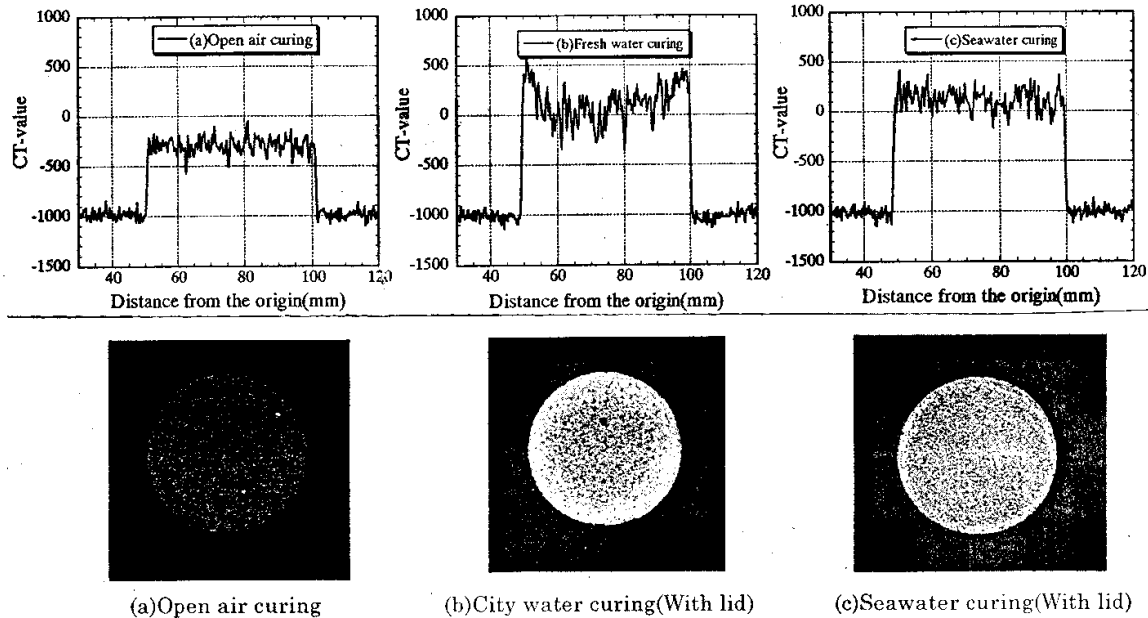 1000
500
0
-500
-1000
-1500
CT-value
(a)Open air curing
40
60
80
100
120
Distance from the origin(mm)
1000
500
0
-500
-1000
-1500
CT-value
(b)Fresh water curing
40
60
80
100
120
Distance from the origin(mm)
1000
500
0
-500
-1000
-1500
CT-value
(c)Seawater curing
40
60
80
100
120
Distance from the origin(mm)
(a)Open air curing
(b)City water curing(With lid)
(c)Seawater curing(With lid)